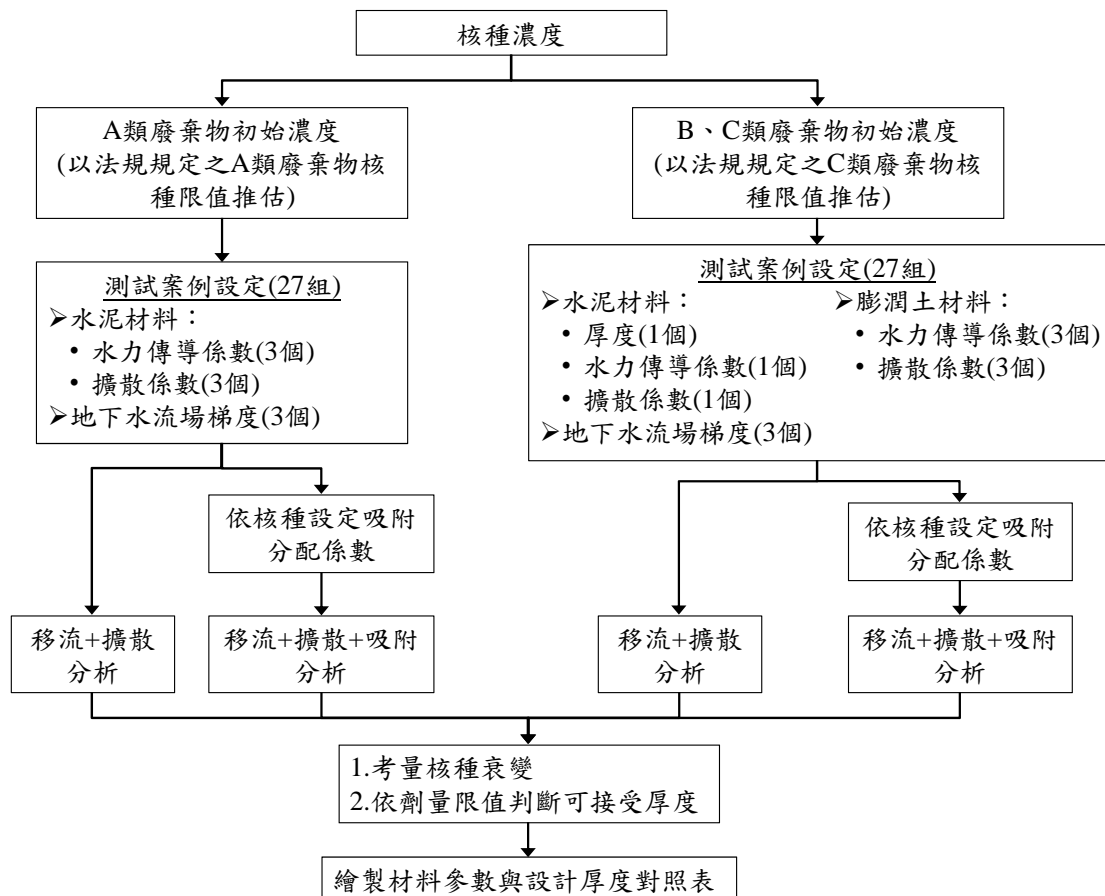 核種濃度
A類廢棄物初始濃度
(以法規規定之A類廢棄物核
種限值推估)
B、C類廢棄物初始濃度
(以法規規定之C類廢棄物核
種限值推估)
測試案例設定(27組)
➢水泥材料：
• 水力傳導係數(3個)
• 擴散係數(3個)
➢地下水流場梯度(3個)
測試案例設定(27組)
➢水泥材料：
• 厚度(1個)
• 水力傳導係數(1個)
• 擴散係數(1個)
➢地下水流場梯度(3個)
➢膨潤土材料：
• 水力傳導係數(3個)
• 擴散係數(3個)
依核種設定吸附
分配係數
依核種設定吸附
分配係數
移流+擴散
分析
移流+擴散+吸附
分析
移流+擴散
分析
移流+擴散+吸附
分析
1.考量核種衰變
2.依劑量限值判斷可接受厚度
繪製材料參數與設計厚度對照表